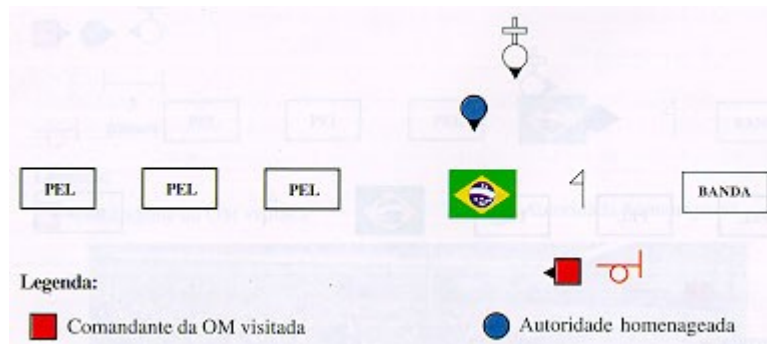 PEL PEL PEL BANDA
Legenda:
Comandante da OM visitada Autoridade homenageada